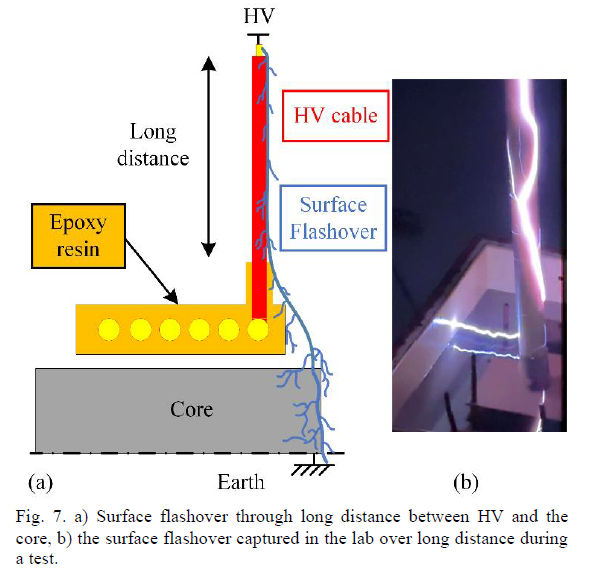 HV
HV cable
Long
distance
Surface
Flashover
Epoxy
resin
Core
(a)
Earth
(b)
Fig. 7. a) Surface flashover through long distance between HV and the
core, b) the surface flashover captured in the lab over long distance during
a test.